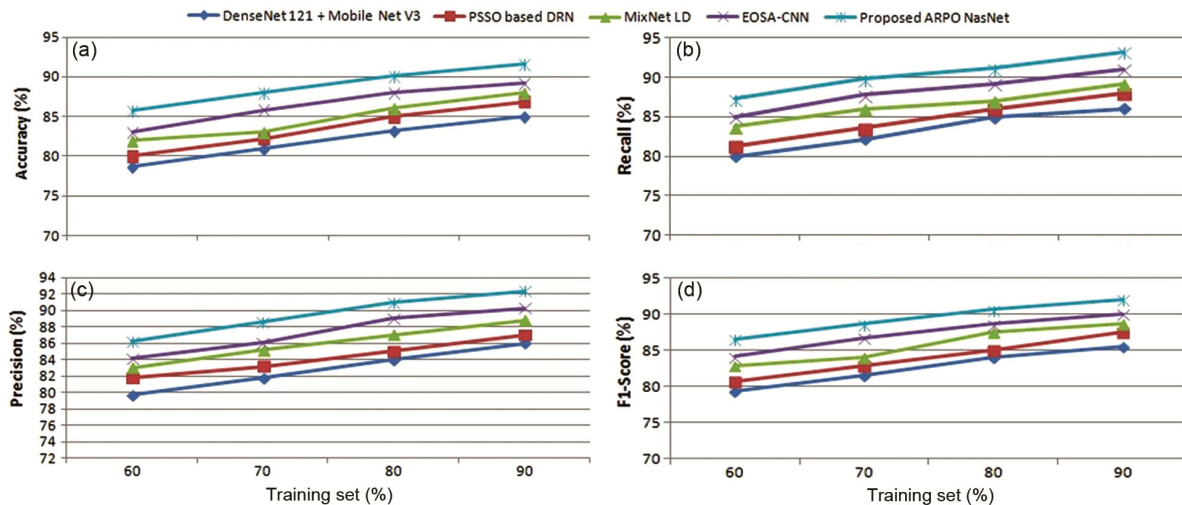 DenseNet 121 + Mobile Net V3 PSSO based DRN MixNet LD EOSA-CNN Proposed ARPO NasNet
(a)
Accuracy (%)
95
90
85
80
75
70
(b)
Recall (%)
95
90
85
80
75
70
(c)
Precision (%)
94
92
90
88
86
84
82
80
78
76
74
72
60 70 80 90
Training set (%)
(d)
F1-Score (%)
95
90
85
80
75
70
60 70 80 90
Training set (%)